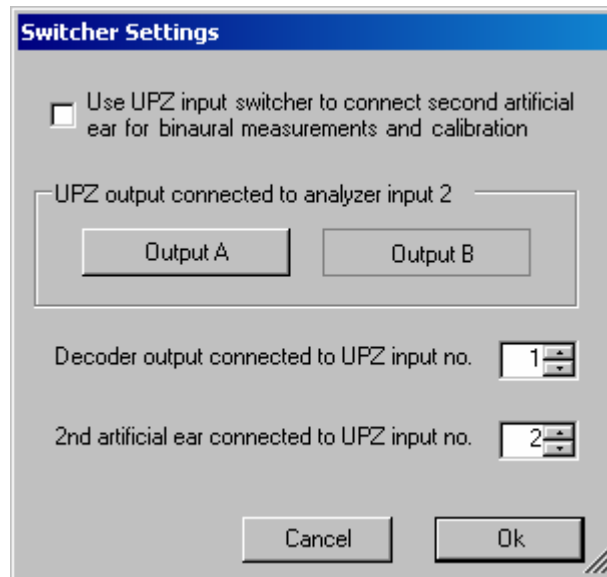 Switcher Settings
Use UPZ input switcher to connect second artificial
ear for binaural measurements and calibration
UPZ output connected to analyzer input 2
Output A
Output B
Decoder output connected to UPZ input no.
1
2nd artificial ear connected to UPZ input no.
2
Cancel
Ok